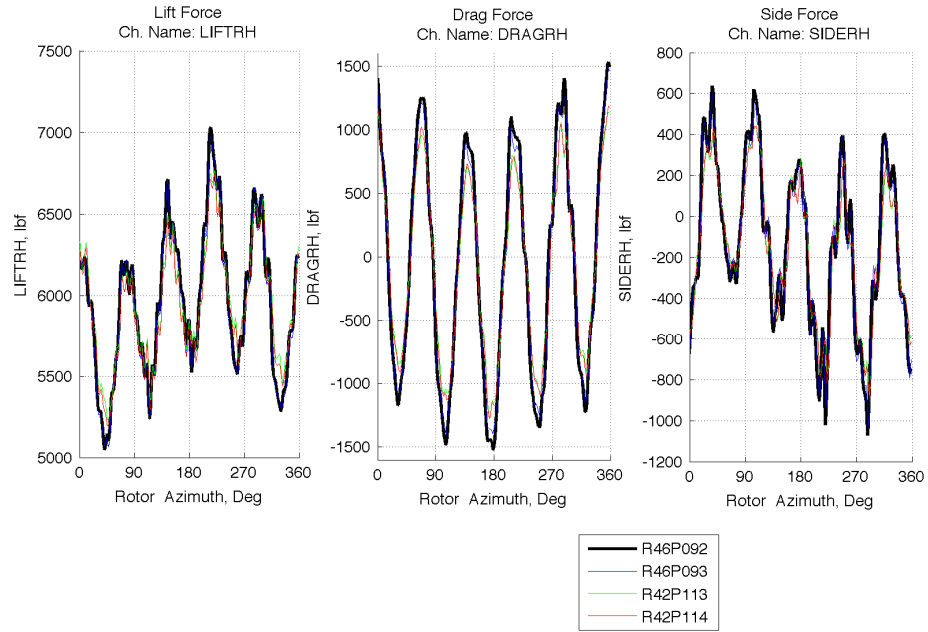 Lift Force
Ch. Name: LIFTRH
Drag Force
Ch. Name: DRAGRH
Side Force
Ch. Name: SIDERH
7500
7000
6500
6000
5500
5000
LIFTRH, lbf
0 90 180 270 360
Rotor Azimuth, Deg
1500
1000
500
0
-500
-1000
-1500
DRAGRH, lbf
0 90 180 270 360
Rotor Azimuth, Deg
800
600
400
200
0
-200
-400
-600
-800
-1000
-1200
SIDERH, lbf
0 90 180 270 360
Rotor Azimuth, Deg
R46P092
R46P093
R42P113
R42P114